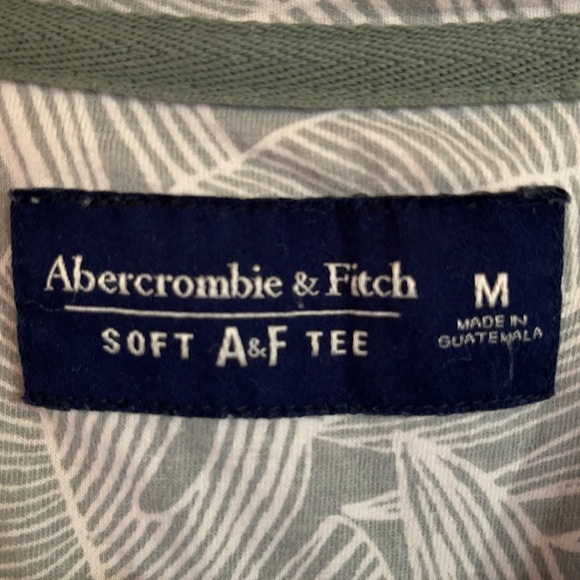 Abercrombie & Fitch
SOFT A&F TEE
M
MADE IN
GUATEMALA